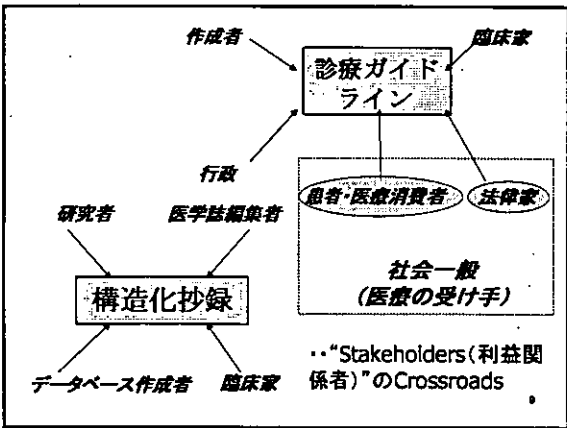 作成者
臨床家
診療ガイド
ライン
行政
患者・医療消費者
法律家
研究者
医学誌編集者
社会一般
(医療の受け手)
構造化抄録
‥“Stakeholders(利益関
係者)”のCrossroads
データベース作成者
臨床家
9